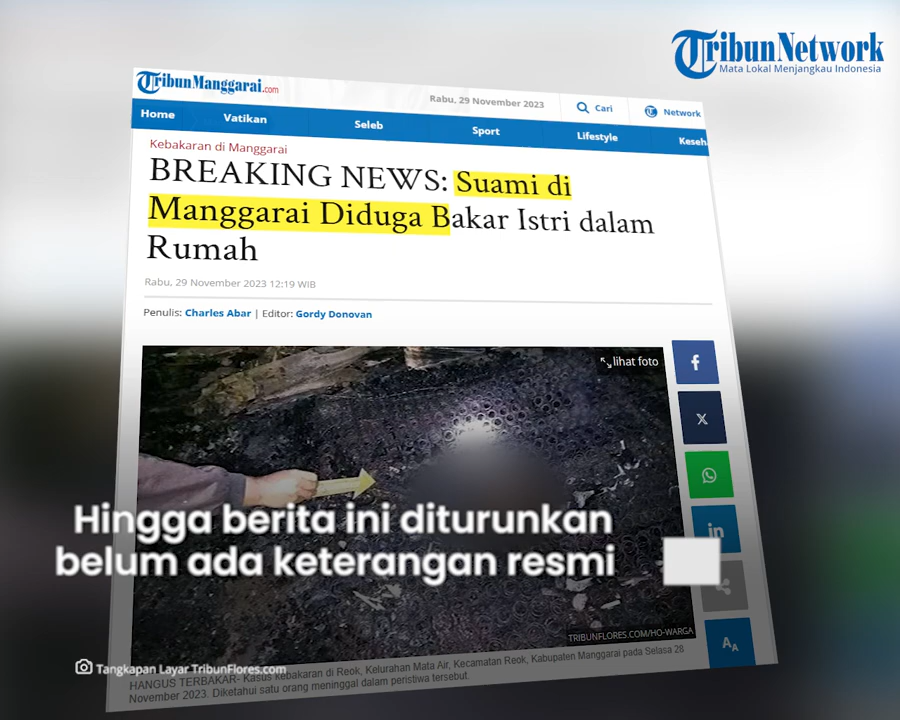 TribunNetwork
Mata Lokal Menjangkau Indonesia
TribunManggarai.com
Rabu, 29 November 2023
Cari
Network
Home Vatikan Seleb Sport Lifestyle Keseh
Kebakaran di Manggarai
BREAKING NEWS: Suami di
Manggarai Diduga Bakar Istri dalam
Rumah
Rabu, 29 November 2023 12:19 WIB
Penulis: Charles Abar | Editor: Gordy Donovan
lihat foto
Hingga berita ini diturunkan
belum ada keterangan resmi
TRIBUNFLORES.COM/HO-WARGA
Tangkapan Layar TribunFlores.com
HANGUS TERBAKAR- Kasus kebakaran di Reok, Kelurahan Mata Air, Kecamatan Reok, Kabupaten Manggarai pada Selasa 28
November 2023. Diketahui satu orang meninggal dalam peristiwa tersebut.
AA